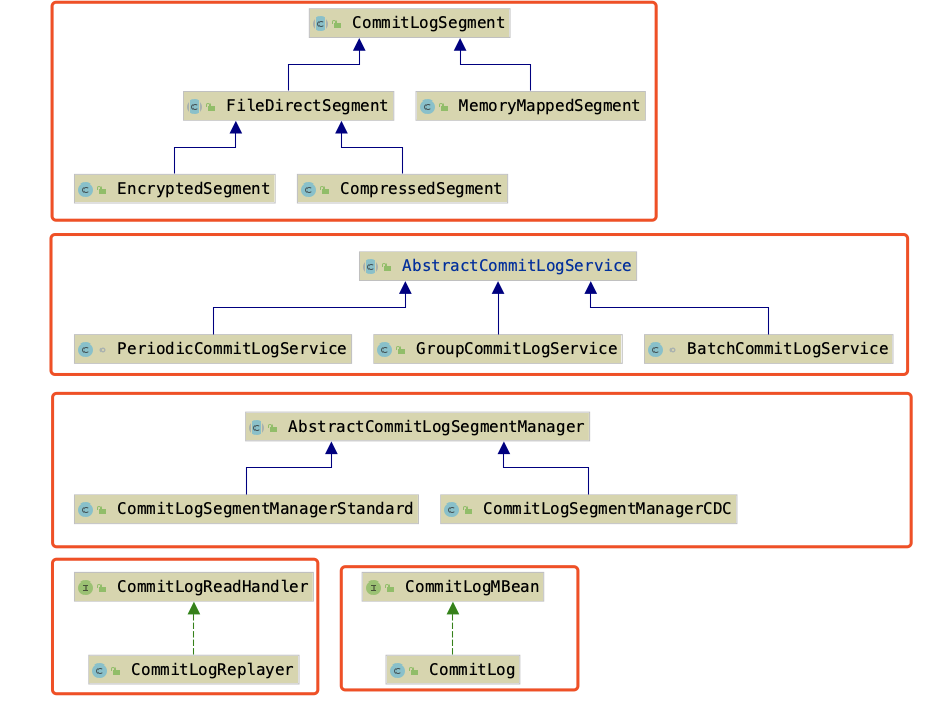 CommitLogSegment
FileDirectSegment
MemoryMappedSegment
EncryptedSegment
CompressedSegment
AbstractCommitLogService
PeriodicCommitLogService
GroupCommitLogService
BatchCommitLogService
AbstractCommitLogSegmentManager
CommitLogSegmentManagerStandard
CommitLogSegmentManagerCDC
CommitLogReadHandler
CommitLogReplayer
CommitLogMBean
CommitLog